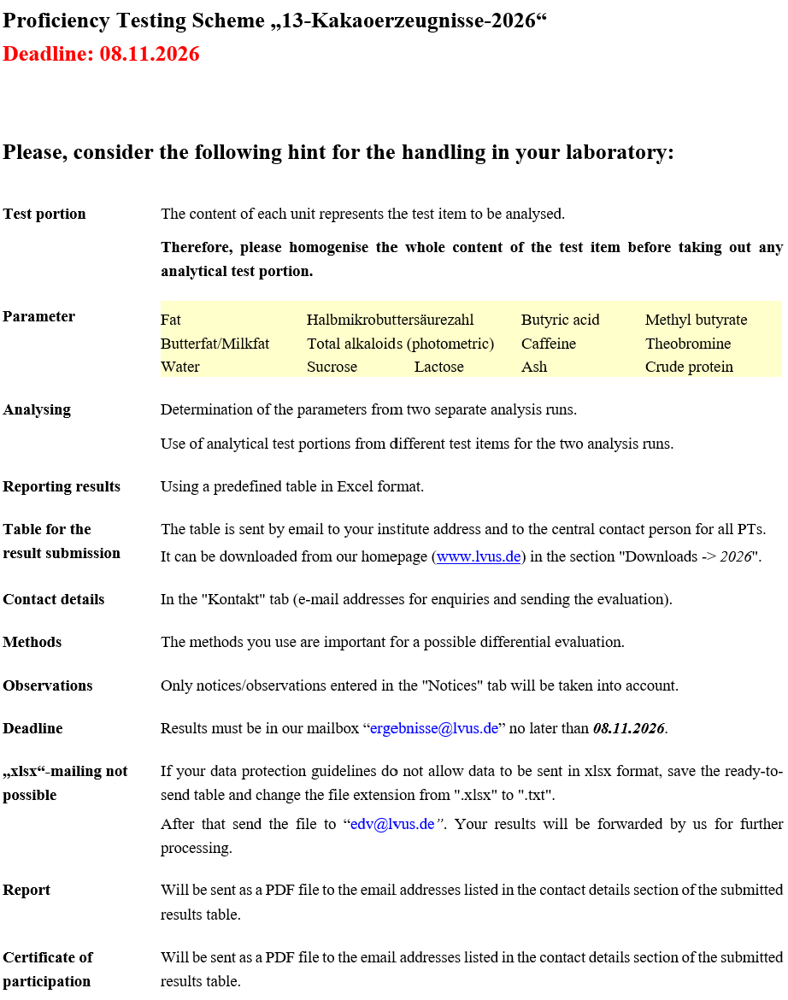 Proficiency Testing Scheme „13-Kakaoerzeugnisse-2026“
Deadline: 08.11.2026
Please, consider the following hint for the handling in your laboratory:
Test portion The content of each unit represents the test item to be analysed.
Therefore, please homogenise the whole content of the test item before taking out any
analytical test portion.
Parameter Fat Halbmikrobuttersäurezahl Butyric acid Methyl butyrate
Butterfat/Milkfat Total alkaloids (photometric) Caffeine Theobromine
Water Sucrose Lactose Ash Crude protein
Analysing Determination of the parameters from two separate analysis runs.
Use of analytical test portions from different test items for the two analysis runs.
Reporting results Using a predefined table in Excel format.
Table for the The table is sent by email to your institute address and to the central contact person for all PTs.
result submission It can be downloaded from our homepage (www.lvus.de) in the section "Downloads -> 2026".
Contact details In the "Kontakt" tab (e-mail addresses for enquiries and sending the evaluation).
Methods The methods you use are important for a possible differential evaluation.
Observations Only notices/observations entered in the "Notices" tab will be taken into account.
Deadline Results must be in our mailbox “ergebnisse@lvus.de” no later than 08.11.2026.
„xlsx“-mailing not If your data protection guidelines do not allow data to be sent in xlsx format, save the ready-to-
possible send table and change the file extension from ".xlsx" to ".txt".
After that send the file to “edv@lvus.de”. Your results will be forwarded by us for further
processing.
Report Will be sent as a PDF file to the email addresses listed in the contact details section of the submitted
results table.
Certificate of Will be sent as a PDF file to the email addresses listed in the contact details section of the submitted
participation results table.